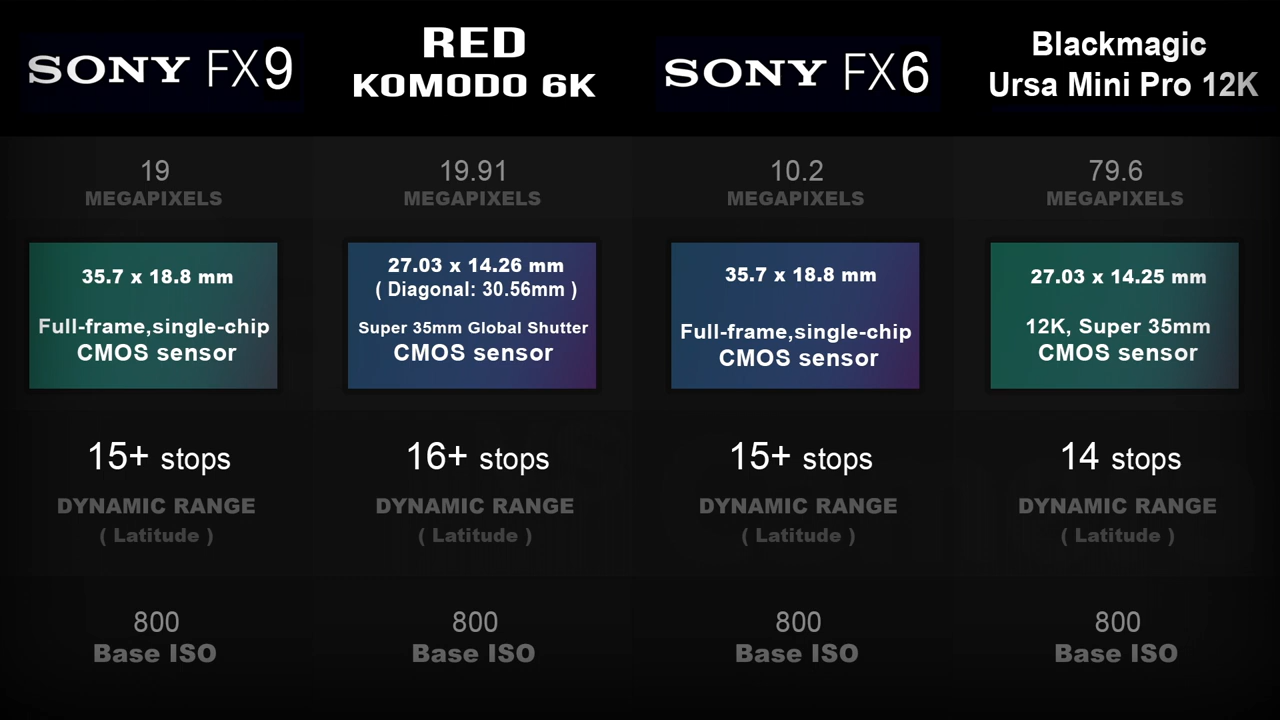 SONY FX9
RED
KOMODO 6K
SONY FX6
Blackmagic
Ursa Mini Pro 12K
19
MEGAPIXELS
19.91
MEGAPIXELS
10.2
MEGAPIXELS
79.6
MEGAPIXELS
35.7 x 18.8 mm
Full-frame,single-chip
CMOS sensor
27.03 x 14.26 mm
( Diagonal: 30.56mm )
Super 35mm Global Shutter
CMOS sensor
35.7 x 18.8 mm
Full-frame,single-chip
CMOS sensor
27.03 x 14.25 mm
12K, Super 35mm
CMOS sensor
15+ stops
DYNAMIC RANGE
( Latitude )
16+ stops
DYNAMIC RANGE
( Latitude )
15+ stops
DYNAMIC RANGE
( Latitude )
14 stops
DYNAMIC RANGE
( Latitude )
800
Base ISO
800
Base ISO
800
Base ISO
800
Base ISO